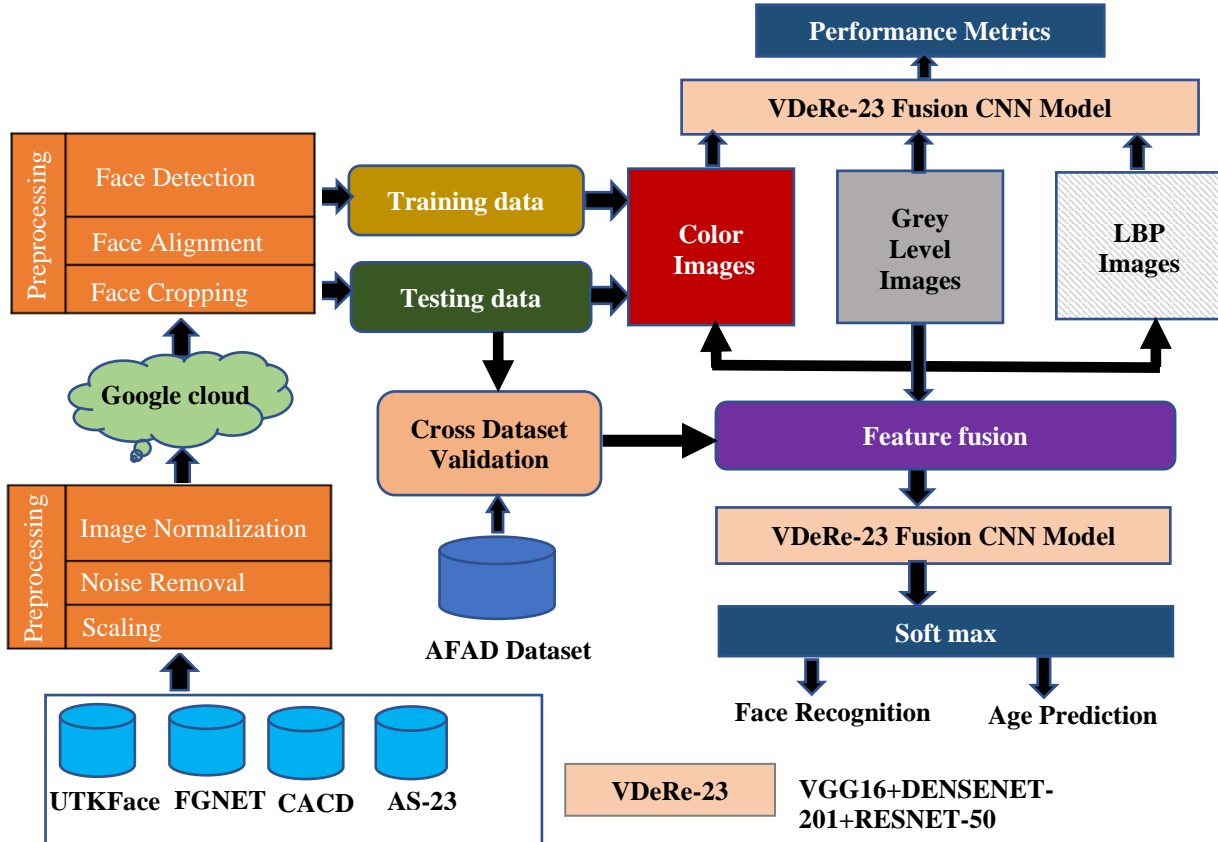 Performance Metrics
VDeRe-23 Fusion CNN Model
Preprocessing
Face Detection
Face Alignment
Face Cropping
Training data
Testing data
Color
Images
Grey
Level
Images
LBP
Images
Google cloud
Cross Dataset
Validation
Feature fusion
Preprocessing
Image Normalization
Noise Removal
Scaling
VDeRe-23 Fusion CNN Model
AFAD Dataset
Soft max
Face Recognition
Age Prediction
UTKFace
FGNET
CACD
AS-23
VDeRe-23
VGG16+DENSENET-
201+RESNET-50